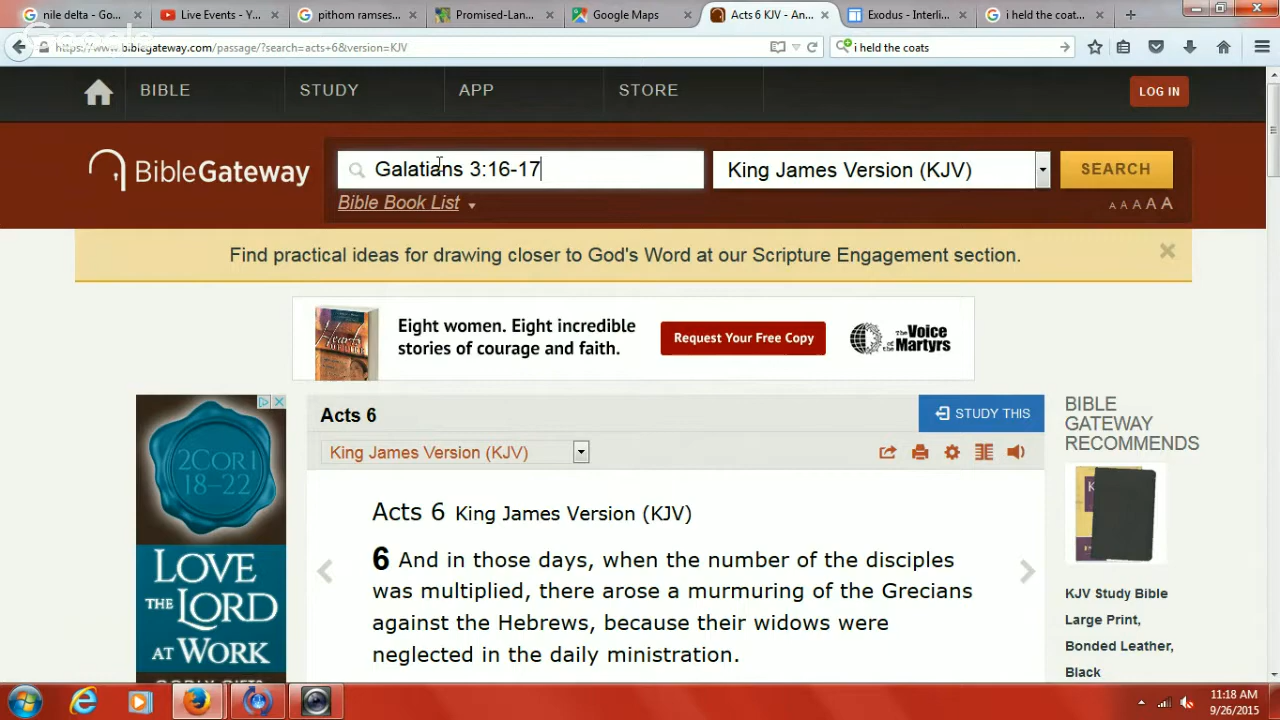 nile delta - Go...
Live Events - Y...
pithom ramses...
Promised-Lan...
Google Maps
Acts 6 KJV - An...
Exodus - Interli...
i held the coat...
https://www.biblegateway.com/passage/?search=acts+6&version=KJV
i held the coats
BIBLE
STUDY
APP
STORE
LOG IN
BibleGateway
Galatians 3:16-17
King James Version (KJV)
SEARCH
Bible Book List
A A A A A
Find practical ideas for drawing closer to God's Word at our Scripture Engagement section.
Eight women. Eight incredible
stories of courage and faith.
Request Your Free Copy
The Voice
of the
Martyrs
Acts 6
STUDY THIS
King James Version (KJV)
BIBLE
GATEWAY
RECOMMENDS
2COR1
18–22
LOVE
THE LORD
AT WORK
Acts 6 King James Version (KJV)
6 And in those days, when the number of the disciples
was multiplied, there arose a murmuring of the Grecians
against the Hebrews, because their widows were
neglected in the daily ministration.
KJV Study Bible
Large Print,
Bonded Leather,
Black
11:18 AM
9/26/2015